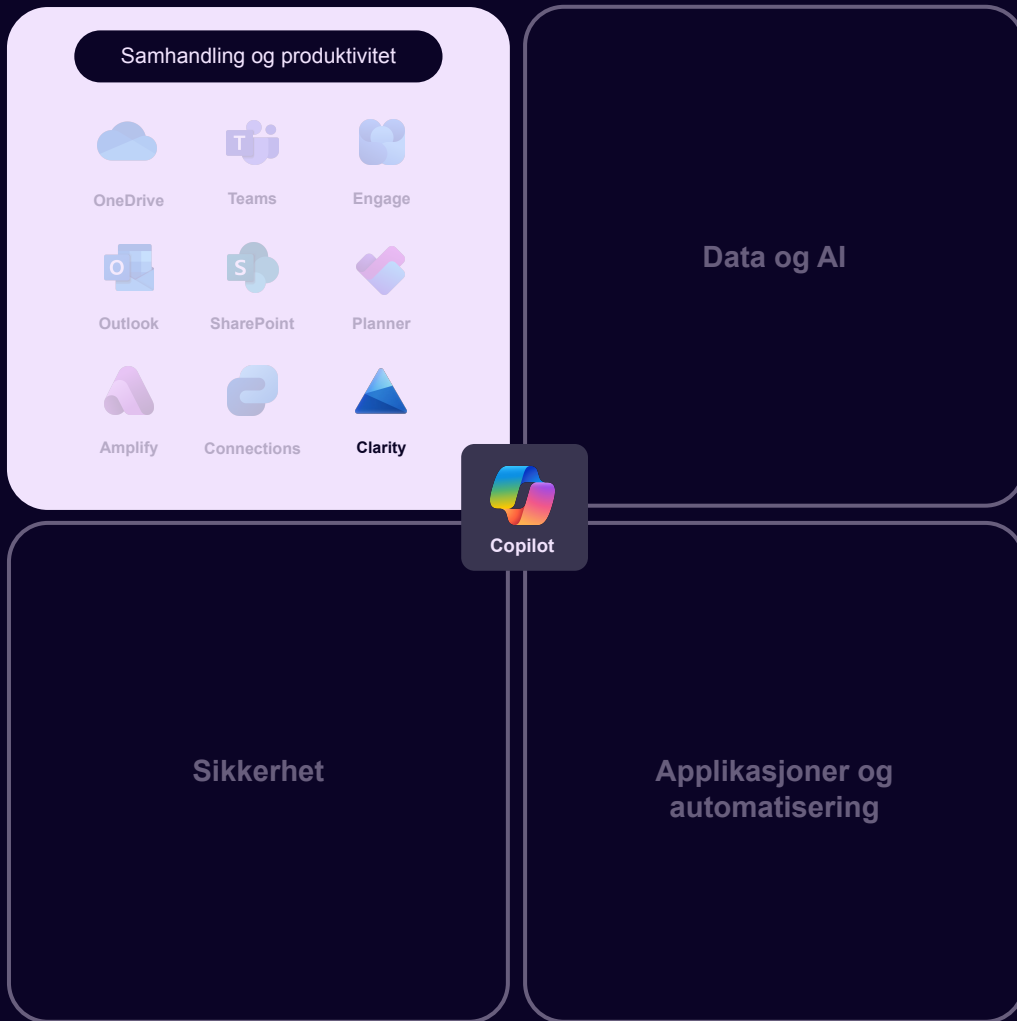 Samhandling og produktivitet
T
OneDrive
Teams
Engage
O
S
Outlook
SharePoint
Planner
Amplify
Connections
Clarity
Data og AI
Copilot
Sikkerhet
Applikasjoner og
automatisering